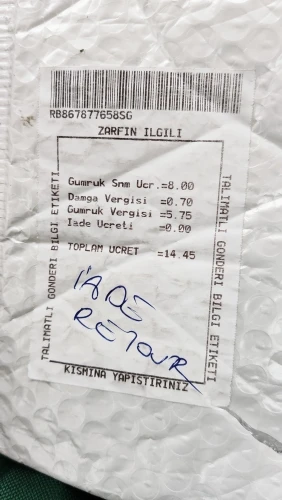 RB867877658SG
ZARFIN ILGILI
TALIMATLI GONDERI BILGI ETIKETI
Gumruk Snm Ucr.=8.00
Damga Vergisi =0.70
Gumruk Vergisi =5.75
Iade Ucreti =0.00
TOPLAM UCRET =14.45
İADE
RETOUR
TALIMATLI GONDERI BILGI ETIKETI
KISMINA YAPISTIRINIZ